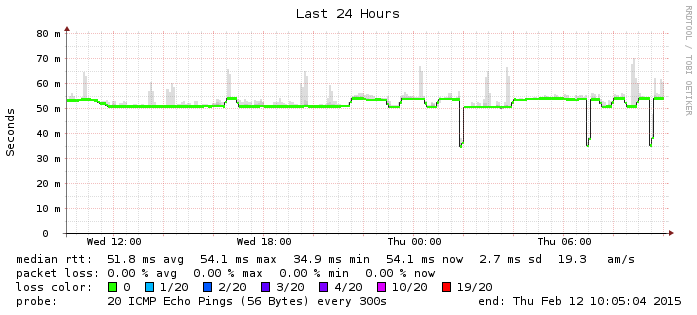 Last 24 Hours
RRDTOOL / TOBI OETIKER
Seconds
80 m
70 m
60 m
50 m
40 m
30 m
20 m
10 m
0
Wed 12:00 Wed 18:00 Thu 00:00 Thu 06:00
median rtt: 51.8 ms avg 54.1 ms max 34.9 ms min 54.1 ms now 2.7 ms sd 19.3 am/s
packet loss: 0.00 % avg 0.00 % max 0.00 % min 0.00 % now
loss color: 0 1/20 2/20 3/20 4/20 10/20 19/20
probe: 20 ICMP Echo Pings (56 Bytes) every 300s end: Thu Feb 12 10:05:04 2015